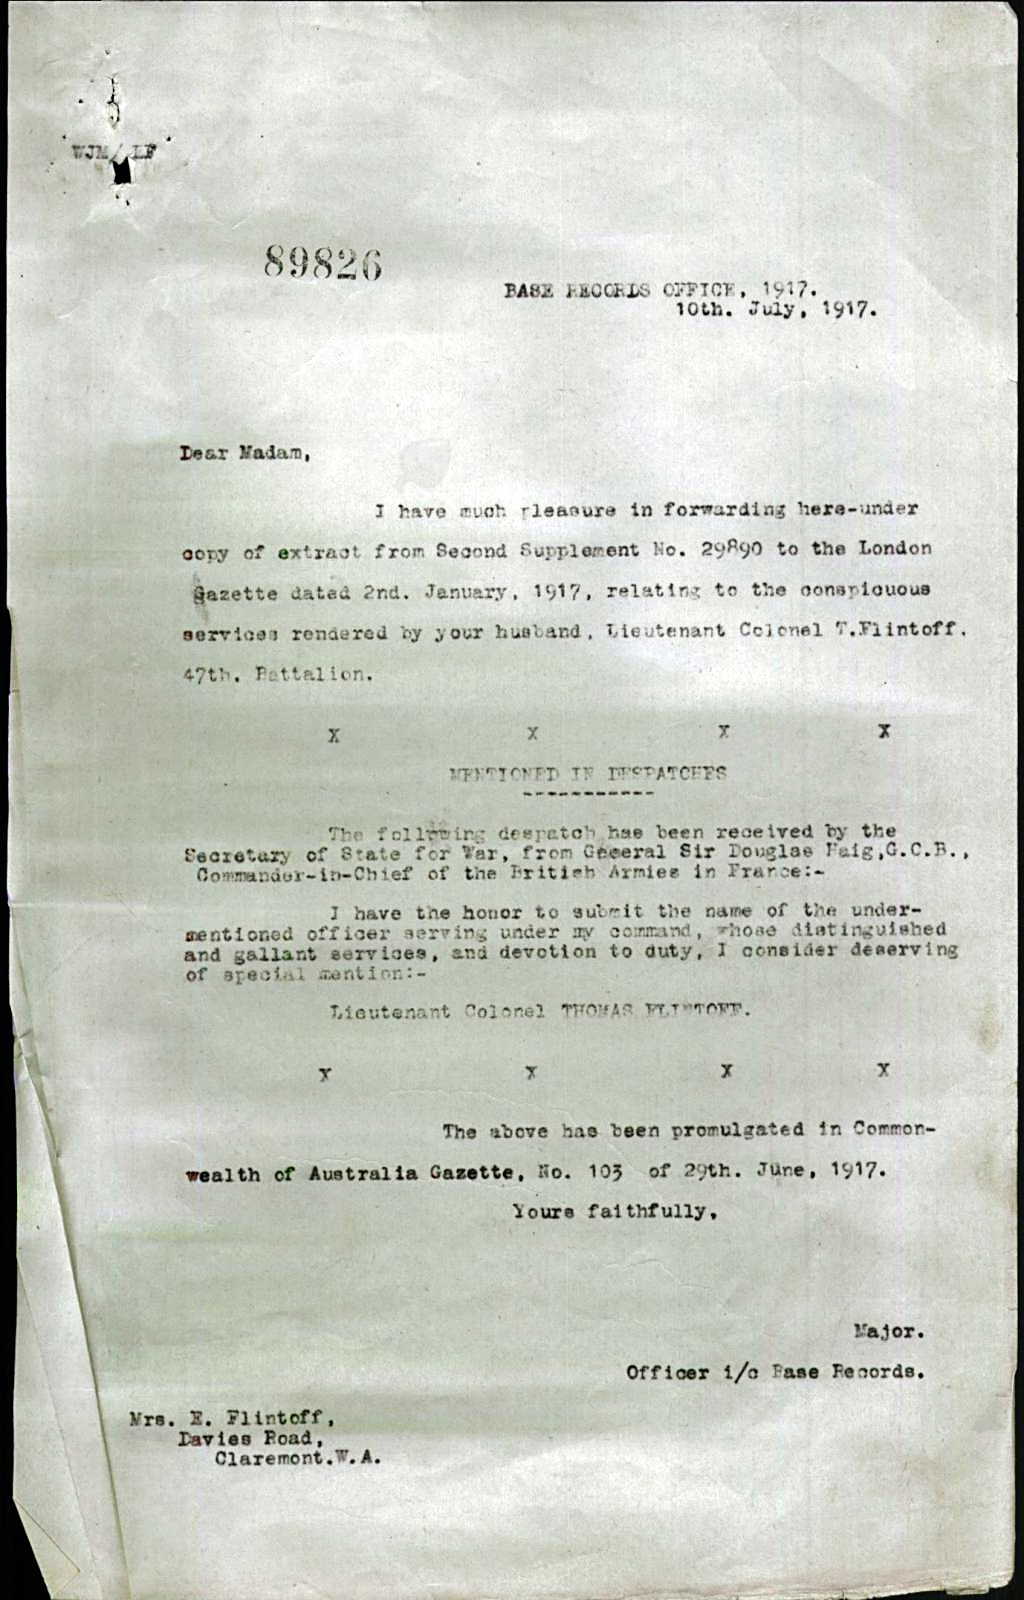 WJM/LF
89826
BASE RECORDS OFFICE, 1917.
10th. July, 1917.
Dear Madam,
I have much pleasure in forwarding here-under
copy of extract from Second Supplement No. 29890 to the London
Gazette dated 2nd. January, 1917, relating to the conspicuous
services rendered by your husband, Lieutenant Colonel T.Flintoff.
47th. Battalion.
X X X X
MENTIONED IN DESPATCHES
-----------
The following despatch has been received by the
Secretary of State for War, from General Sir Douglas Haig,G.C.B.,
Commander-in-Chief of the British Armies in France:-
I have the honor to submit the name of the under-
mentioned officer serving under my command, whose distinguished
and gallant services, and devotion to duty, I consider deserving
of special mention:-
Lieutenant Colonel THOMAS FLINTOFF.
X X X X
The above has been promulgated in Common-
wealth of Australia Gazette, No. 103 of 29th. June, 1917.
Yours faithfully,
Major.
Officer i/c Base Records.
Mrs. E. Flintoff,
Davies Road,
Claremont.W.A.